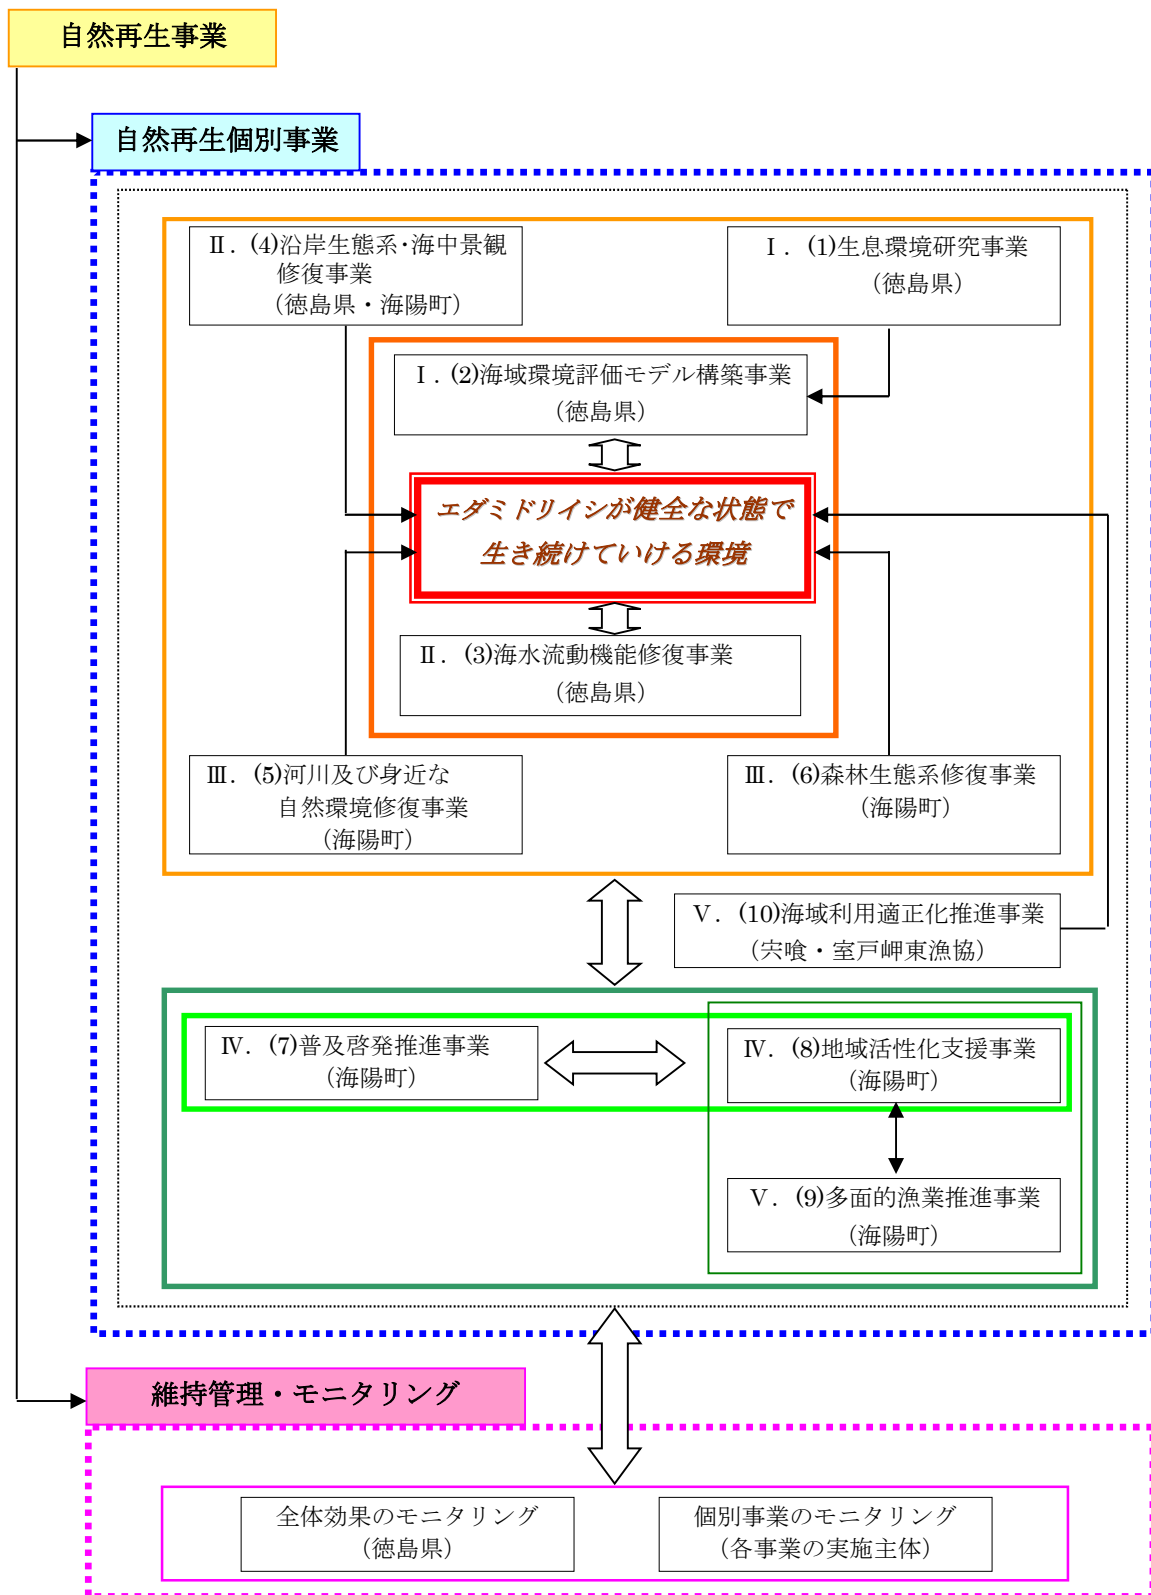 自然再生事業
自然再生個別事業
Ⅱ．(4)沿岸生態系・海中景観
修復事業
（徳島県・海陽町）
Ⅰ．(1)生息環境研究事業
（徳島県）
Ⅰ．(2)海域環境評価モデル構築事業
（徳島県）
エダミドリイシが健全な状態で
生き続けていける環境
Ⅱ．(3)海水流動機能修復事業
（徳島県）
Ⅲ．(5)河川及び身近な
自然環境修復事業
（海陽町）
Ⅲ．(6)森林生態系修復事業
（海陽町）
Ⅴ．(10)海域利用適正化推進事業
（宍喰・室戸岬東漁協）
Ⅳ．(7)普及啓発推進事業
（海陽町）
Ⅳ．(8)地域活性化支援事業
（海陽町）
Ⅴ．(9)多面的漁業推進事業
（海陽町）
維持管理・モニタリング
全体効果のモニタリング
（徳島県）
個別事業のモニタリング
（各事業の実施主体）